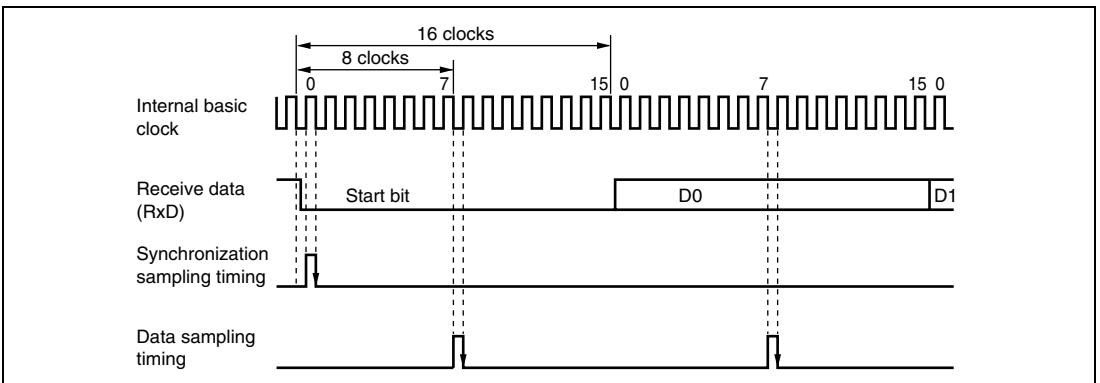 16 clocks
8 clocks
0 7 15 0 7 15 0
Internal basic
clock
Receive data
(RxD)
Start bit D0 D1
Synchronization
sampling timing
Data sampling
timing